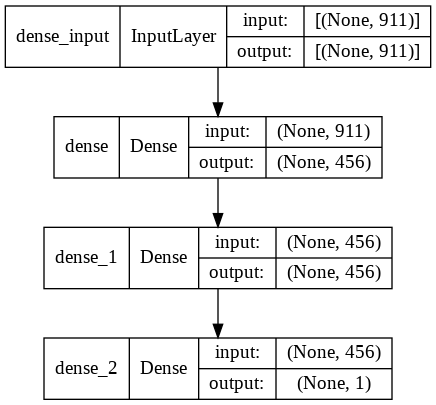 dense_input InputLayer input: [(None, 911)]
output: [(None, 911)]
dense Dense input: (None, 911)
output: (None, 456)
dense_1 Dense input: (None, 456)
output: (None, 456)
dense_2 Dense input: (None, 456)
output: (None, 1)